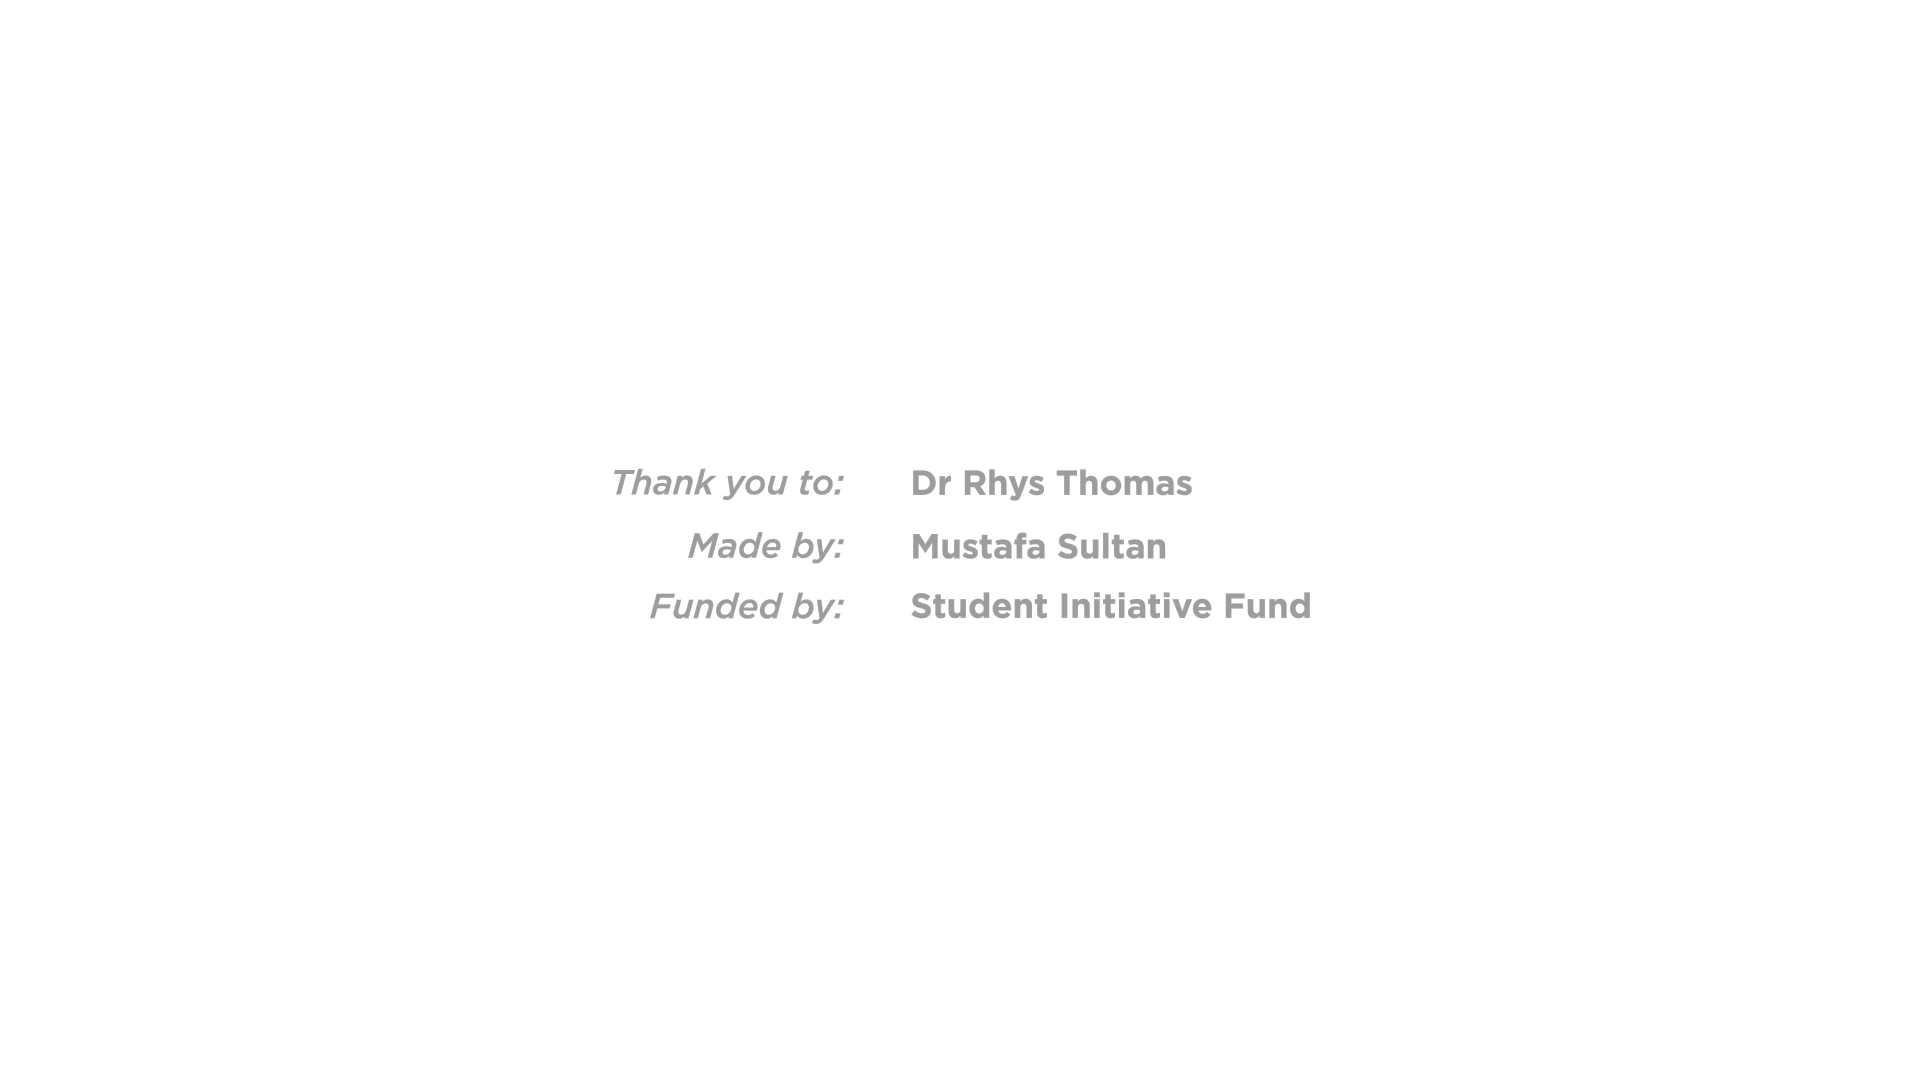 Thank you to: Dr Rhys Thomas
Made by: Mustafa Sultan
Funded by: Student Initiative Fund